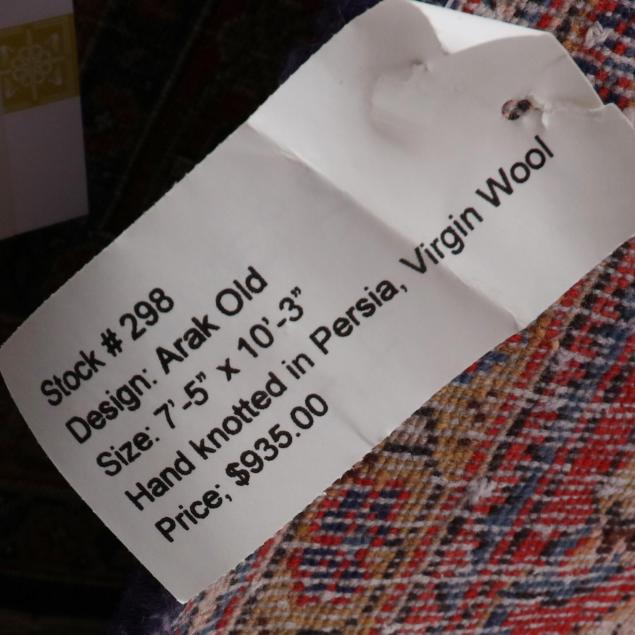 Stock # 298
Design: Arak Old
Size: 7'-5" x 10'-3"
Hand knotted in Persia, Virgin Wool
Price; $935.00